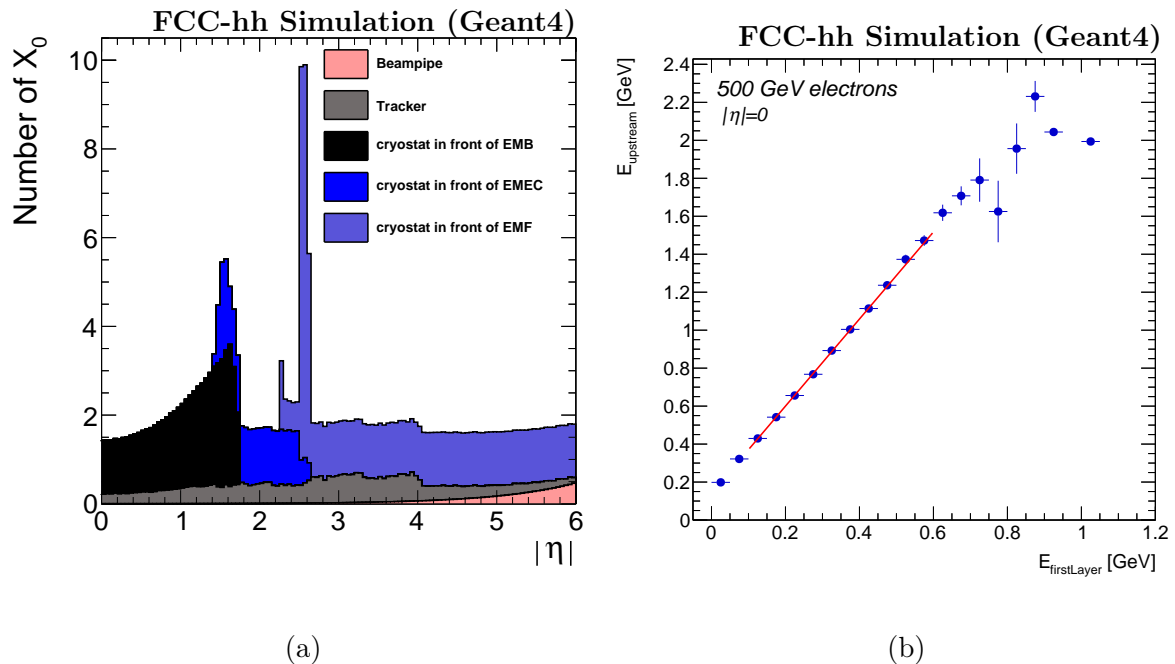 FCC-hh Simulation (Geant4)
Number of X0
10
8
6
4
2
0
Beampipe
Tracker
cryostat in front of EMB
cryostat in front of EMEC
cryostat in front of EMF
0 1 2 3 4 5 6
|η|
(a)
FCC-hh Simulation (Geant4)
Eupstream [GeV]
2.4
2.2
2
1.8
1.6
1.4
1.2
1
0.8
0.6
0.4
0.2
0
500 GeV electrons
|η|=0
0 0.2 0.4 0.6 0.8 1 1.2
EfirstLayer [GeV]
(b)